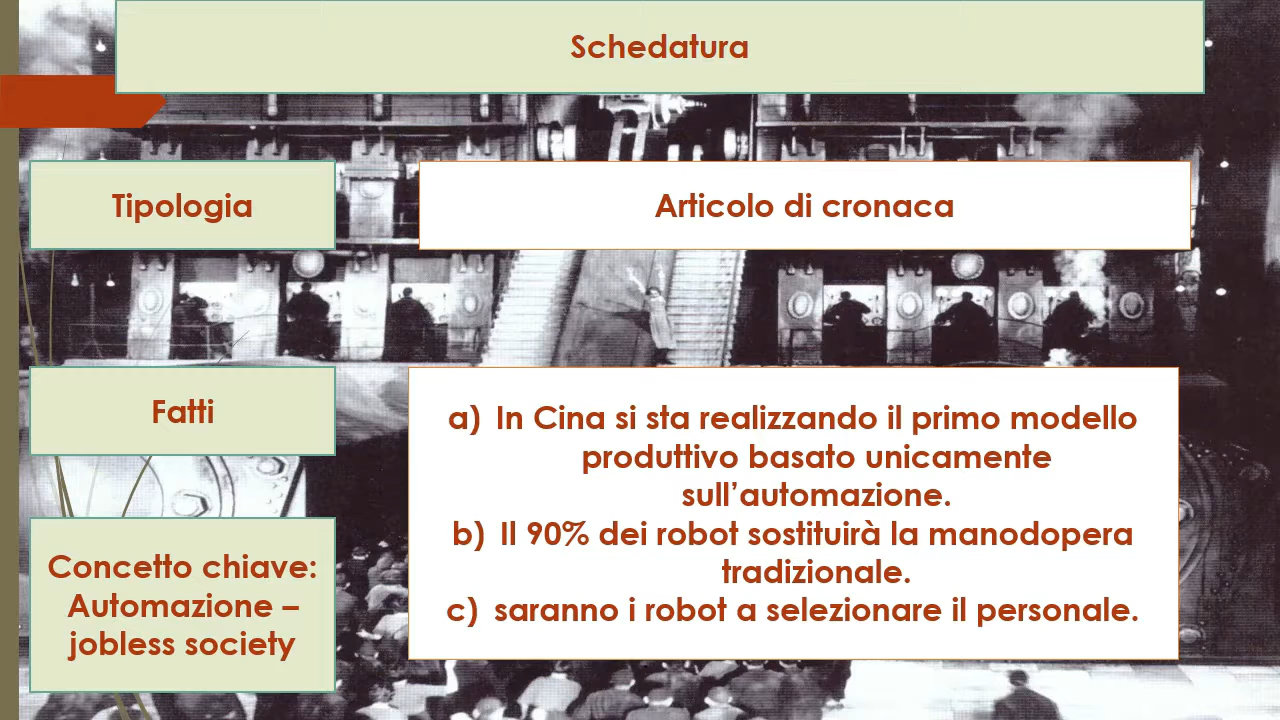 Schedatura
Tipologia
Articolo di cronaca
Fatti
a) In Cina si sta realizzando il primo modello
produttivo basato unicamente
sull’automazione.
b) Il 90% dei robot sostituirà la manodopera
tradizionale.
c) saranno i robot a selezionare il personale.
Concetto chiave:
Automazione –
jobless society